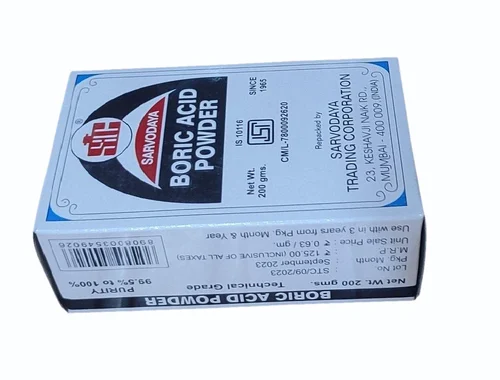 ®
STC
SARVODAYA
BORIC ACID
POWDER
Net Wt.
200 gms.
IS 10116
SINCE
1965
CM/L-7800092620
Repacked by
SARVODAYA
TRADING CORPORATION
23, KESHAVJI NAIK RD.
MUMBAI - 400 009. (INDIA)
BORIC ACID POWDER
Technical Grade
Net Wt. 200 gms.
PURITY
99.5% to 100%
Lot No
STC/09/2023
Pkg. Month
September 2023
M R P
₹ 125.00 (INCLUSIVE OF ALL TAXES)
Unit Sale Price
₹ 0.63 / gm.
Use with in 3 years from Pkg. Month & Year
8908003549026